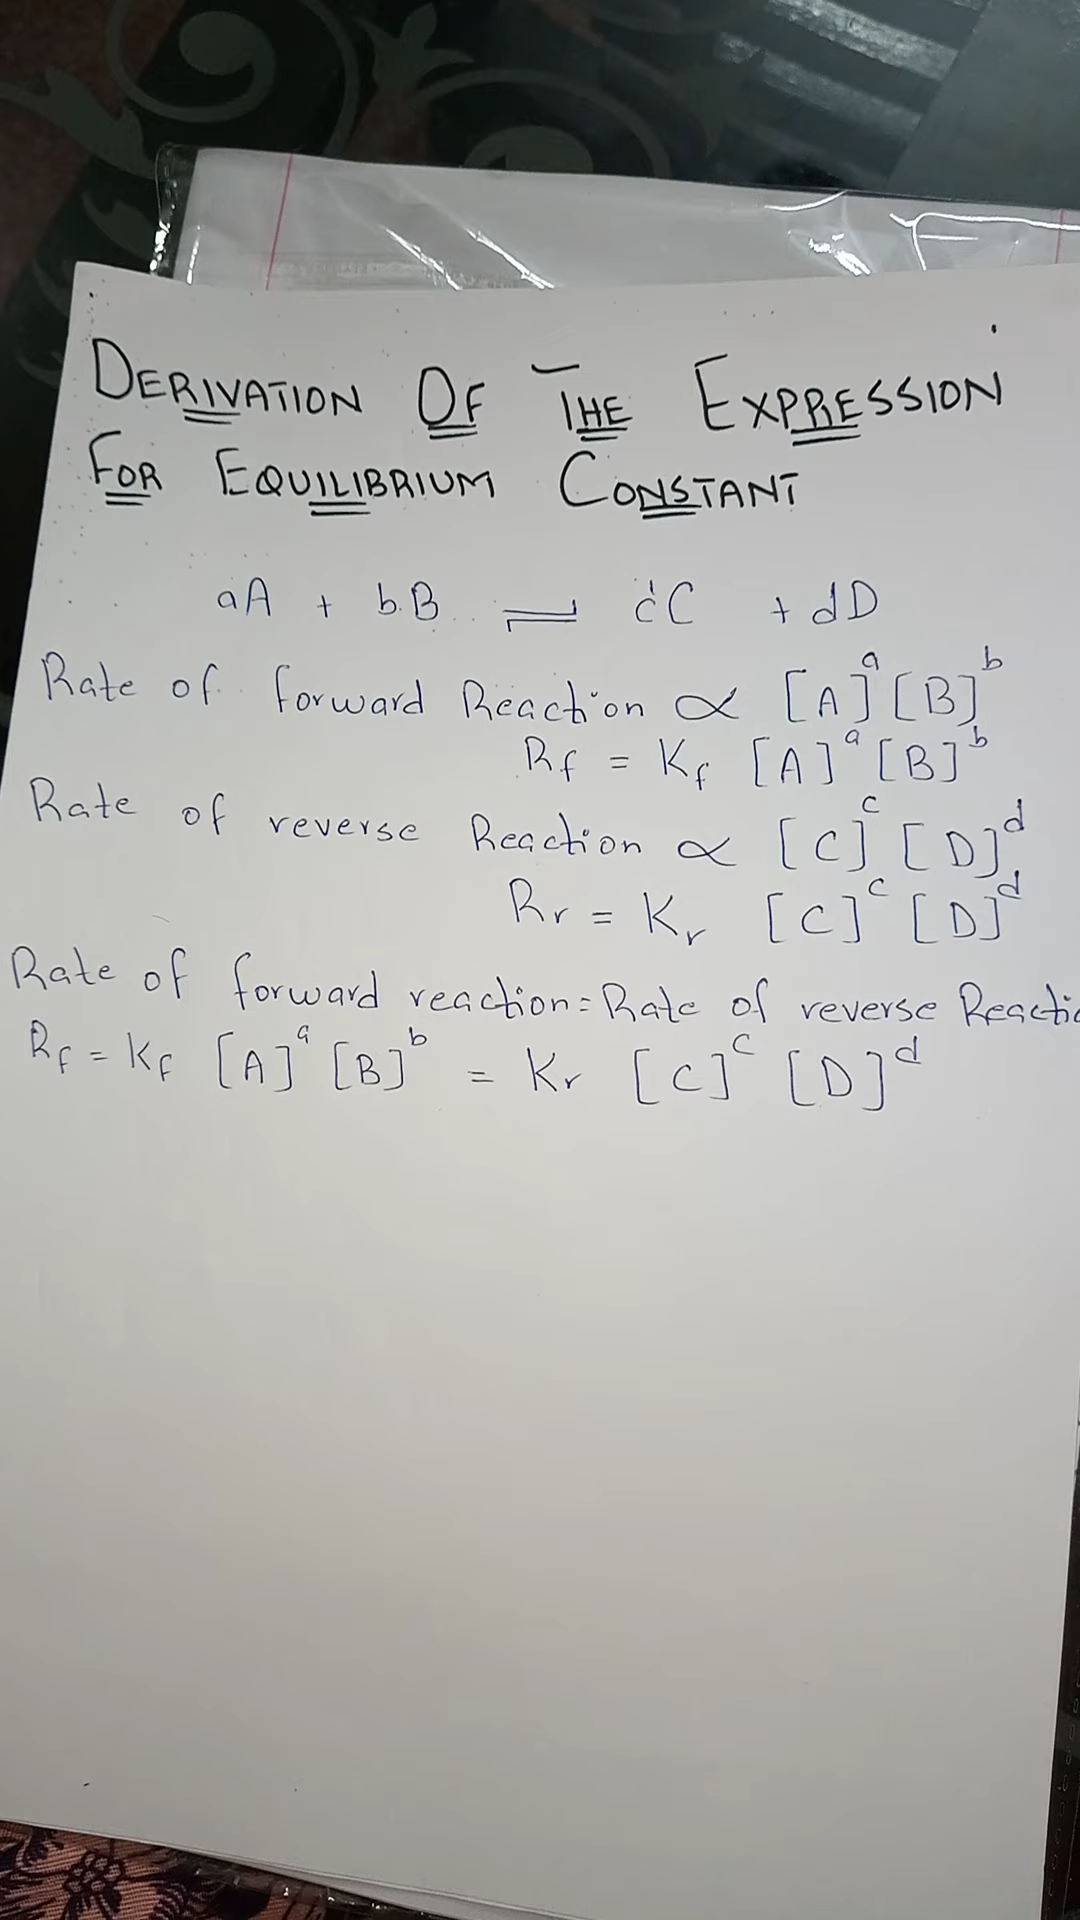 DERIVATION OF THE EXPRESSION
FOR EQUILIBRIUM CONSTANT
aA + bB ⇌ cC + dD
Rate of forward Reaction ∝ [A]ᵃ [B]ᵇ
Rf = Kf [A]ᵃ [B]ᵇ
Rate of reverse Reaction ∝ [C]ᶜ [D]ᵈ
Rr = Kr [C]ᶜ [D]ᵈ
Rate of forward reaction = Rate of reverse Reactio
Rf = Kf [A]ᵃ [B]ᵇ = Kr [C]ᶜ [D]ᵈ